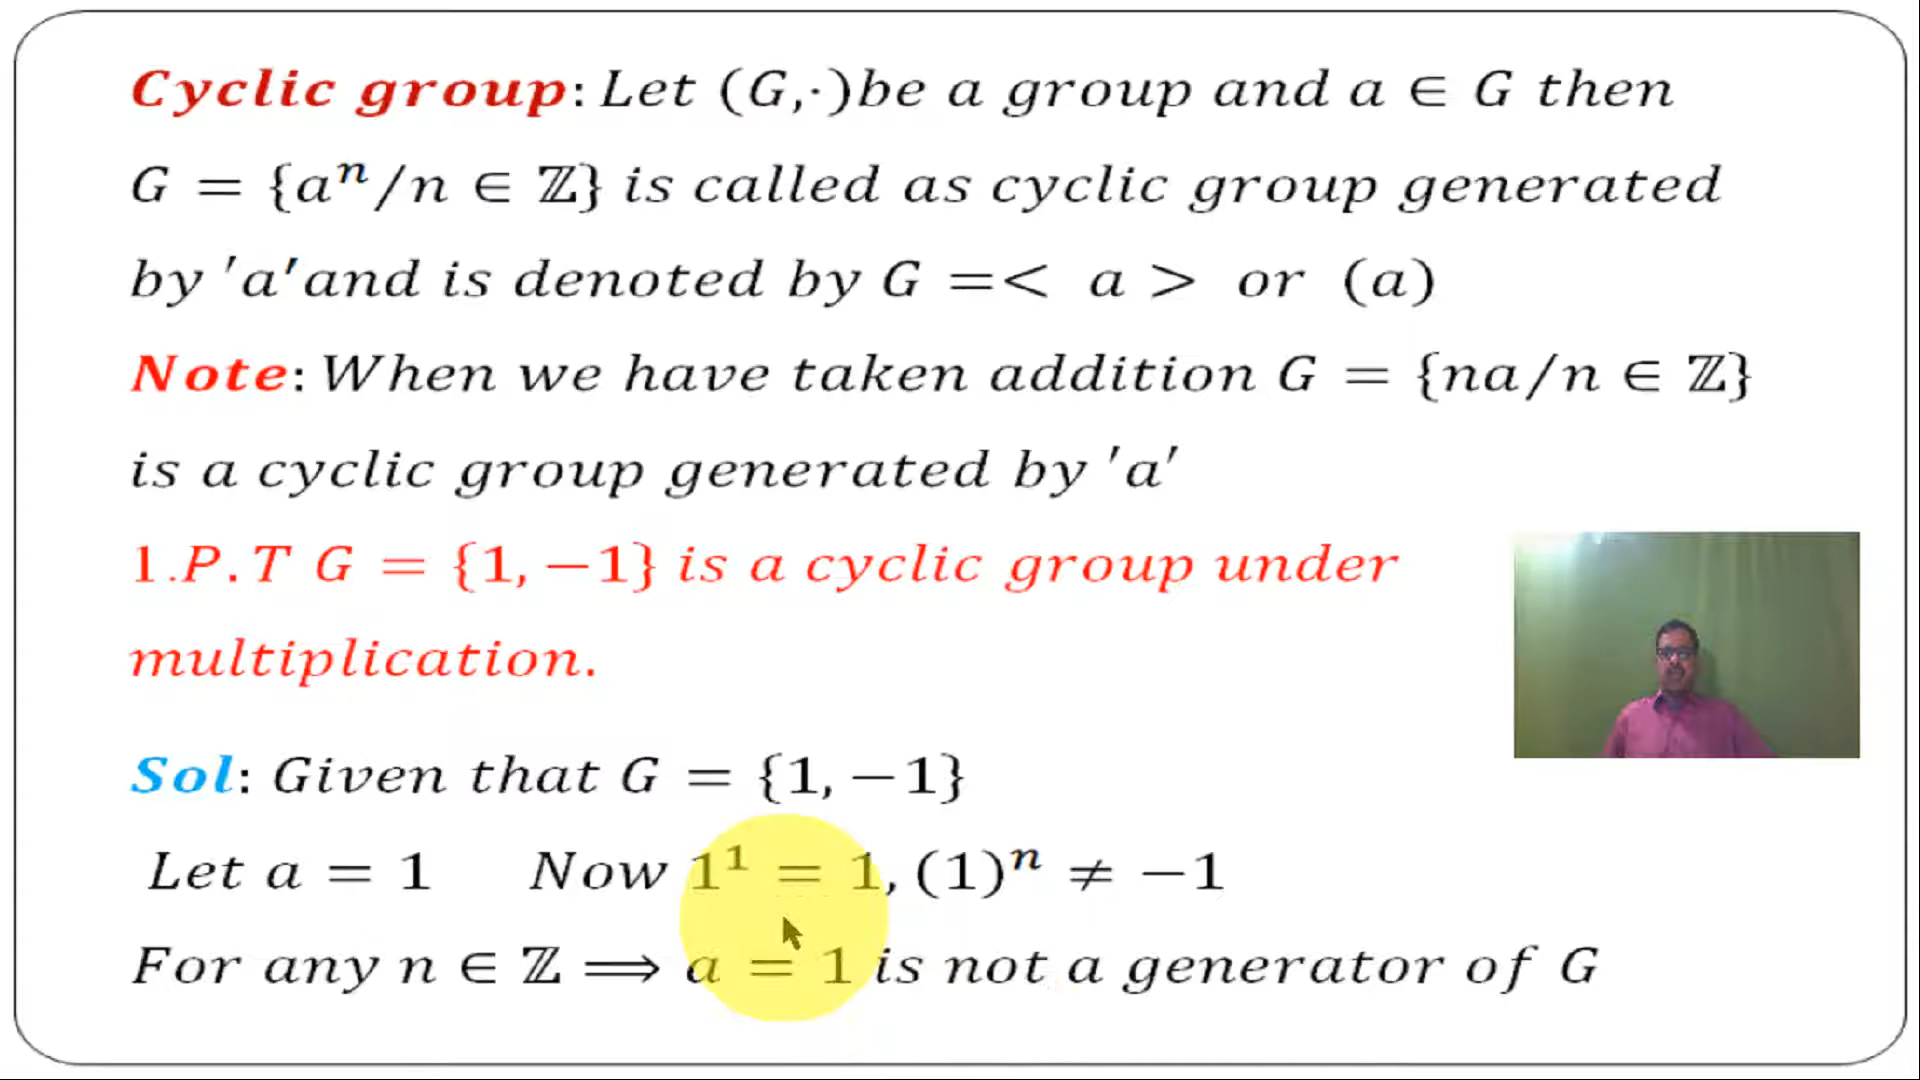 Cyclic group: Let (G,·)be a group and a ∈ G then
G = {aⁿ/n ∈ ℤ} is called as cyclic group generated
by 'a'and is denoted by G =< a > or (a)
Note: When we have taken addition G = {na/n ∈ ℤ}
is a cyclic group generated by 'a'
1.P.T G = {1, −1} is a cyclic group under
multiplication.
Sol: Given that G = {1, −1}
Let a = 1 Now 1¹ = 1, (1)ⁿ ≠ −1
For any n ∈ ℤ ⟹ a = 1 is not a generator of G